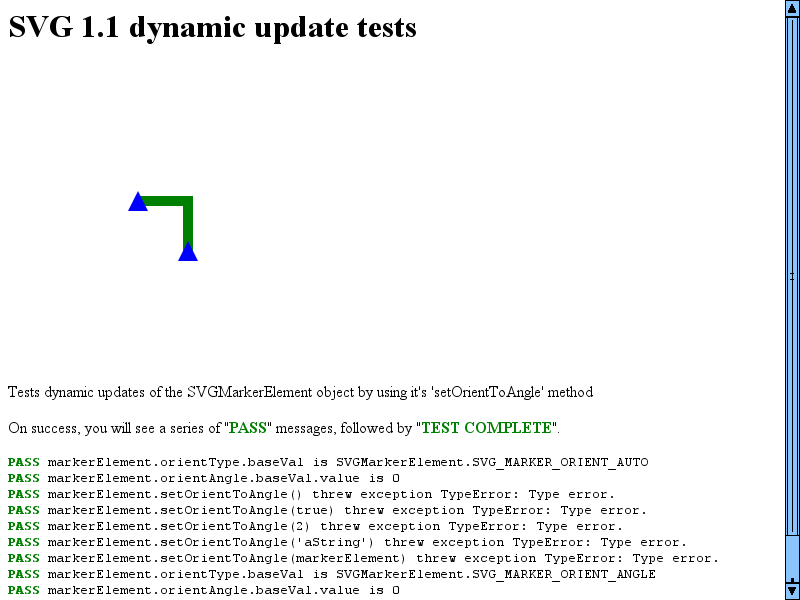 SVG 1.1 dynamic update tests
Tests dynamic updates of the SVGMarkerElement object by using it's 'setOrientToAngle' method
On success, you will see a series of "PASS" messages, followed by "TEST COMPLETE".
PASS markerElement.orientType.baseVal is SVGMarkerElement.SVG_MARKER_ORIENT_AUTO
PASS markerElement.orientAngle.baseVal.value is 0
PASS markerElement.setOrientToAngle() threw exception TypeError: Type error.
PASS markerElement.setOrientToAngle(true) threw exception TypeError: Type error.
PASS markerElement.setOrientToAngle(2) threw exception TypeError: Type error.
PASS markerElement.setOrientToAngle('aString') threw exception TypeError: Type error.
PASS markerElement.setOrientToAngle(markerElement) threw exception TypeError: Type error.
PASS markerElement.orientType.baseVal is SVGMarkerElement.SVG_MARKER_ORIENT_ANGLE
PASS markerElement.orientAngle.baseVal.value is 0